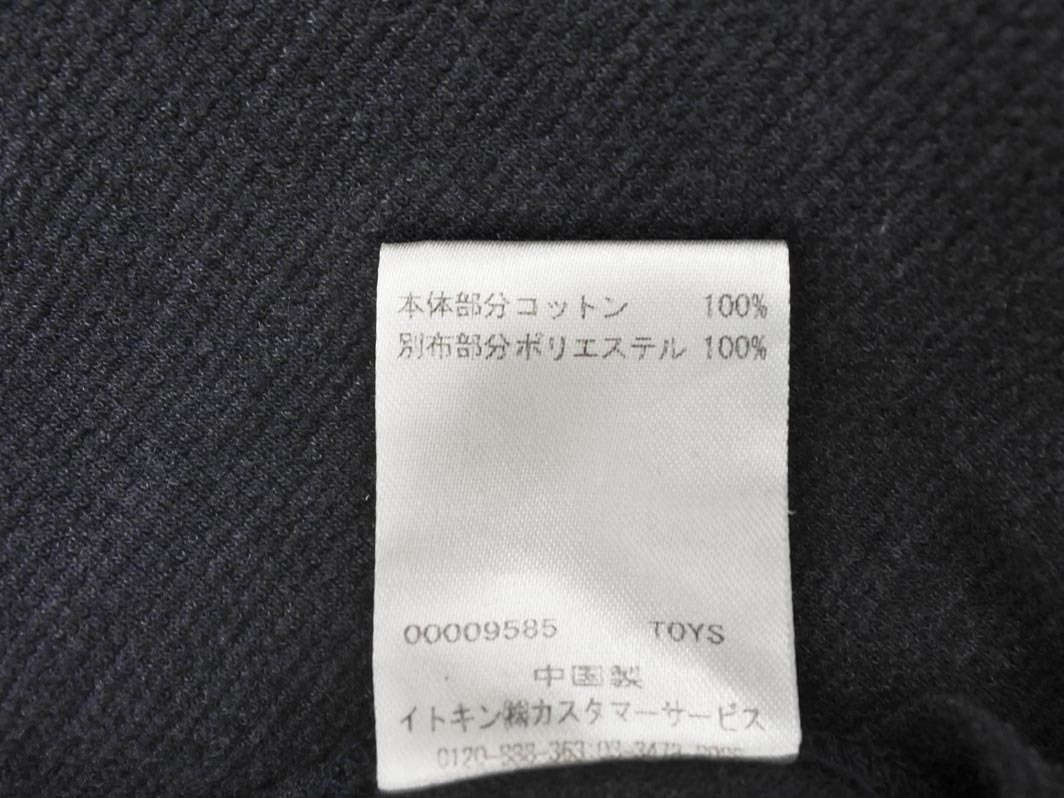 本体部分コットン 100%
別布部分ポリエステル 100%
00009585 TOYS
中国製
イトキン㈱カスタマーサービス